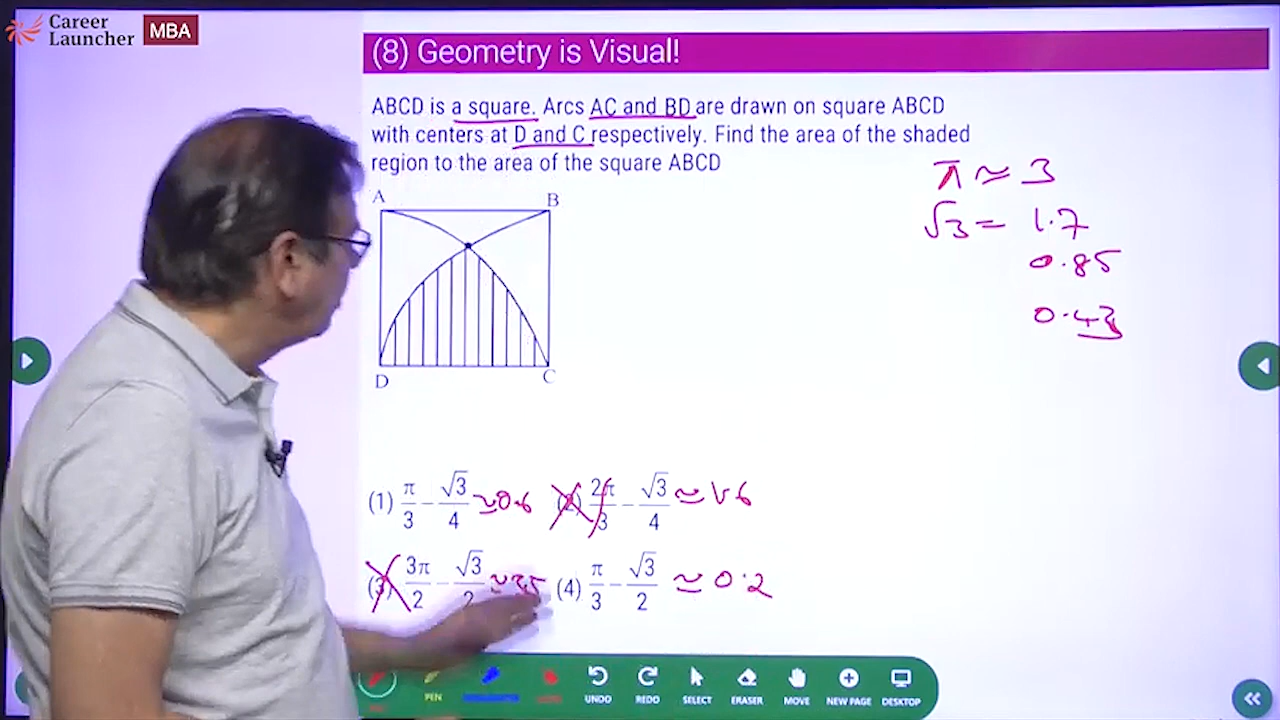 Career
Launcher
MBA
(8) Geometry is Visual!
ABCD is a square. Arcs AC and BD are drawn on square ABCD
with centers at D and C respectively. Find the area of the shaded
region to the area of the square ABCD
π ≈ 3
√3 = 1.7
0.85
0.43
A B
D C
(1) π/3 - √3/4 ≈0.6 (2) 2π/3 - √3/4 ≈ 1.6
(3) 3π/2 - √3/2 ≈ 3.5 (4) π/3 - √3/2 ≈ 0.2
PEN UNDO REDO SELECT ERASER MOVE NEW PAGE DESKTOP